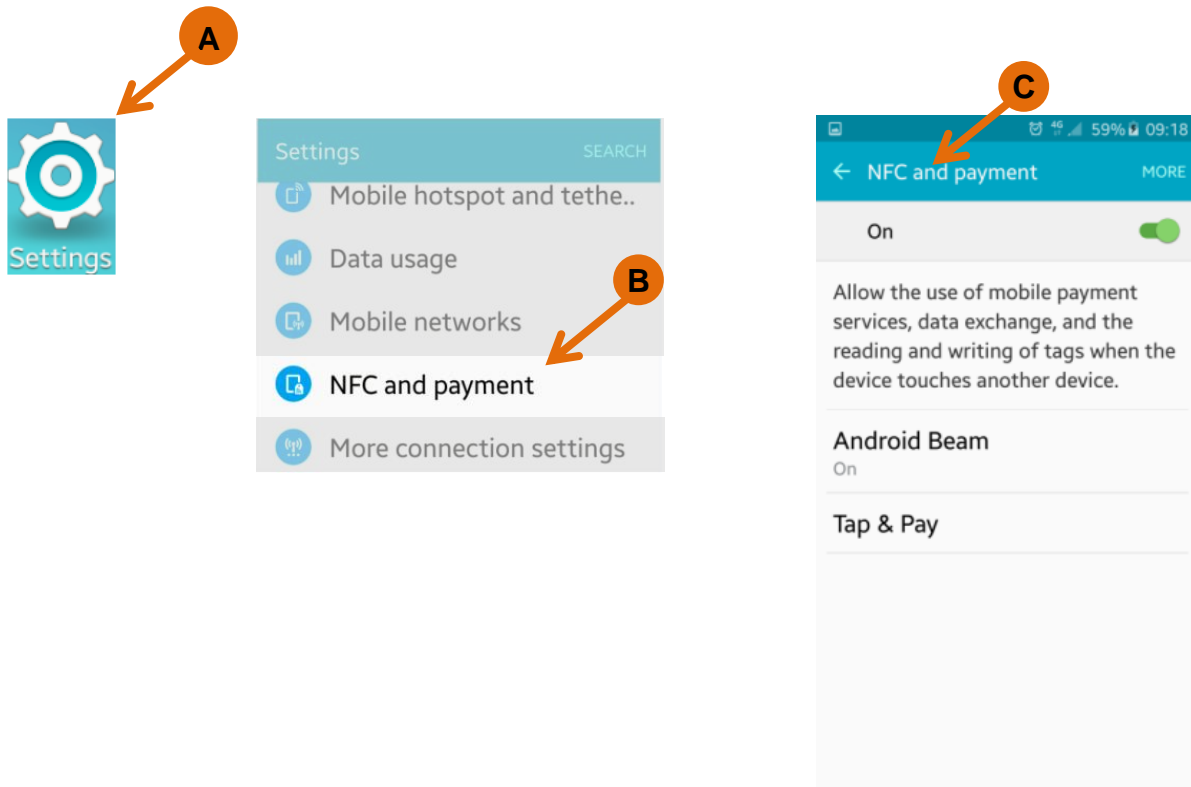 A
Settings
B
Settings SEARCH
Mobile hotspot and tethe..
Data usage
Mobile networks
NFC and payment
More connection settings
C
4G 59% 09:18
NFC and payment MORE
On
Allow the use of mobile payment
services, data exchange, and the
reading and writing of tags when the
device touches another device.
Android Beam
On
Tap & Pay